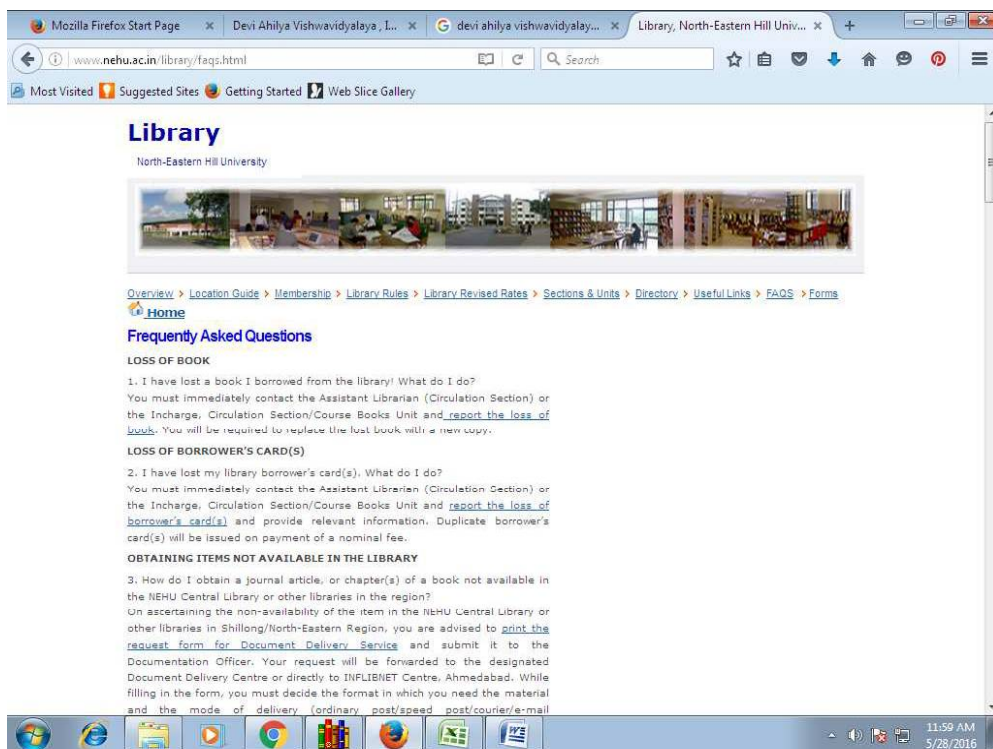 Mozilla Firefox Start Page
Devi Ahilya Vishwavidyalaya , I...
devi ahilya vishwavidyalay...
Library, North-Eastern Hill Univ...
www.nehu.ac.in/library/faqs.html
Search
Most Visited Suggested Sites Getting Started Web Slice Gallery
Library
North-Eastern Hill University
Overview > Location Guide > Membership > Library Rules > Library Revised Rates > Sections & Units > Directory > Useful Links > FAQS > Forms
Home
Frequently Asked Questions
LOSS OF BOOK
1. I have lost a book I borrowed from the library! What do I do?
You must immediately contact the Assistant Librarian (Circulation Section) or
the Incharge, Circulation Section/Course Books Unit and report the loss of
book. You will be required to replace the lost book with a new copy.
LOSS OF BORROWER'S CARD(S)
2. I have lost my library borrower's card(s). What do I do?
You must immediately contact the Assistant Librarian (Circulation Section) or
the Incharge, Circulation Section/Course Books Unit and report the loss of
borrower's card(s) and provide relevant information. Duplicate borrower's
card(s) will be issued on payment of a nominal fee.
OBTAINING ITEMS NOT AVAILABLE IN THE LIBRARY
3. How do I obtain a journal article, or chapter(s) of a book not available in
the NEHU Central Library or other libraries in the region?
On ascertaining the non-availability of the item in the NEHU Central Library or
other libraries in Shillong/North-Eastern Region, you are advised to print the
request form for Document Delivery Service and submit it to the
Documentation Officer. Your request will be forwarded to the designated
Document Delivery Centre or directly to INFLIBNET Centre, Ahmedabad. While
filling in the form, you must decide the format in which you need the material
and the mode of delivery (ordinary post/speed post/courier/e-mail
11:59 AM
5/28/2016